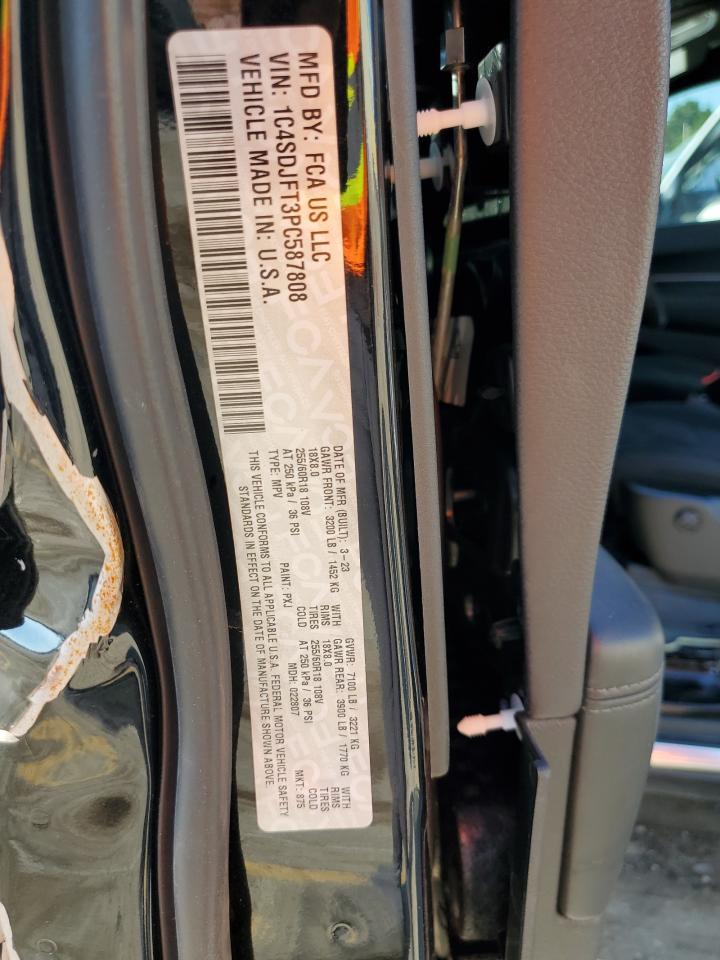 MFD BY: FCA US LLC
VIN: 1C4SDJFT3PC587808
VEHICLE MADE IN: U.S.A.
DATE OF MFR (BUILT): 3-23 GVWR: 7100 LB / 3221 KG
GAWR FRONT: 3200 LB / 1452 KG WITH GAWR REAR: 3900 LB / 1770 KG WITH
18X8.0 RIMS 18X8.0 RIMS
255/60R18 108V TIRES 255/60R18 108V TIRES
AT 250 kPa / 36 PSI COLD AT 250 kPa / 36 PSI COLD
TYPE: MPV PAINT: PXJ MDH: 022807 MKT: 875
THIS VEHICLE CONFORMS TO ALL APPLICABLE U.S.A. FEDERAL MOTOR VEHICLE SAFETY
STANDARDS IN EFFECT ON THE DATE OF MANUFACTURE SHOWN ABOVE.